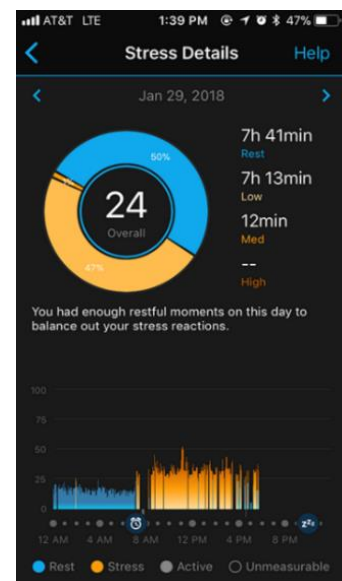 AT&T LTE 1:39 PM 47%
Stress Details Help
Jan 29, 2018
50%
47%
24
Overall
7h 41min
Rest
7h 13min
Low
12min
Med
--
High
You had enough restful moments on this day to
balance out your stress reactions.
100
75
50
25
0
zzz
12 AM 4 AM 8 AM 12 PM 4 PM 8 PM
Rest Stress Active Unmeasurable